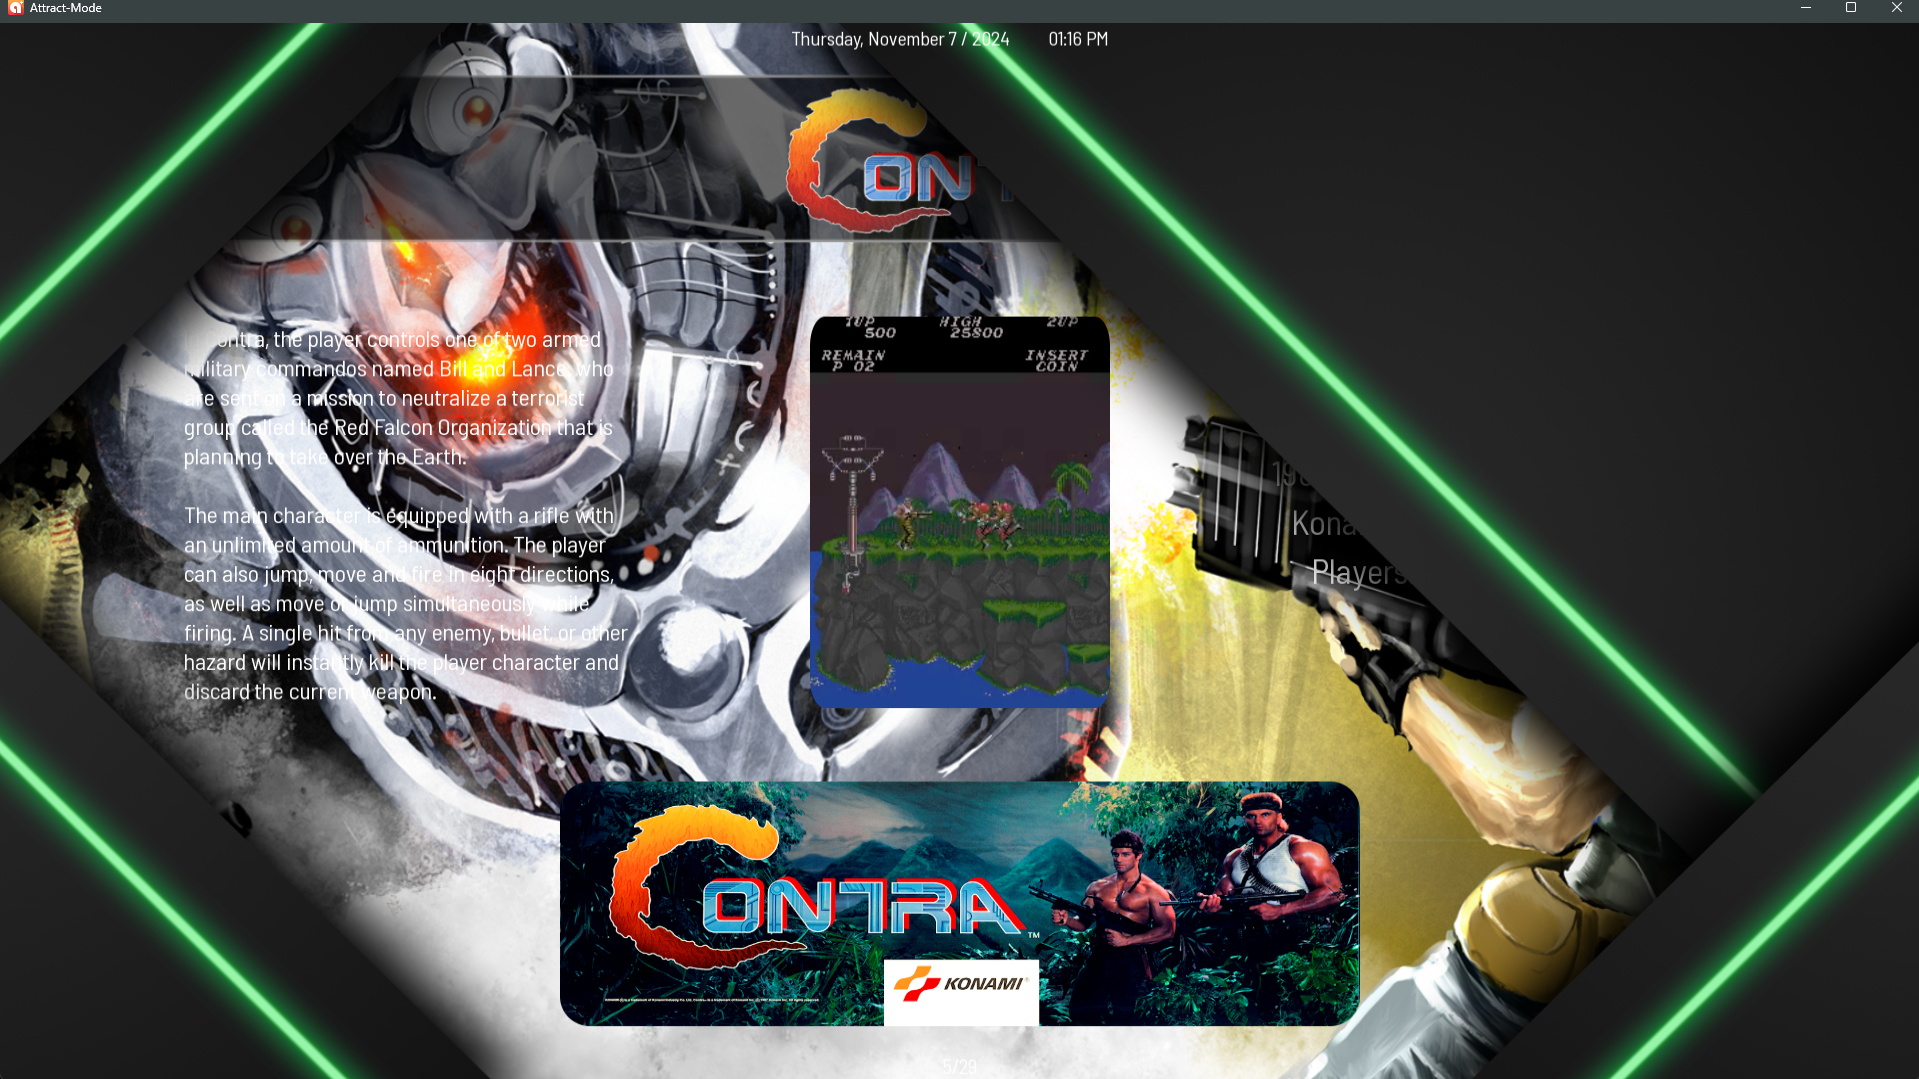 Attract-Mode
Thursday, November 7 / 2024 01:16 PM
CON
ontra, the player controls one of two armed
military commandos named Bill and Lance, who
are sent on a mission to neutralize a terrorist
group called the Red Falcon Organization that is
planning to take over the Earth.
The main character is equipped with a rifle with
an unlimited amount of ammunition. The player
can also jump, move and fire in eight directions,
as well as move or jump simultaneously while
firing. A single hit from any enemy, bullet, or other
hazard will instantly kill the player character and
discard the current weapon.
1UP HIGH 2UP
500 25800
REMAIN INSERT
P 02 COIN
Kona
Players
CONTRA™
KONAMI
5/29